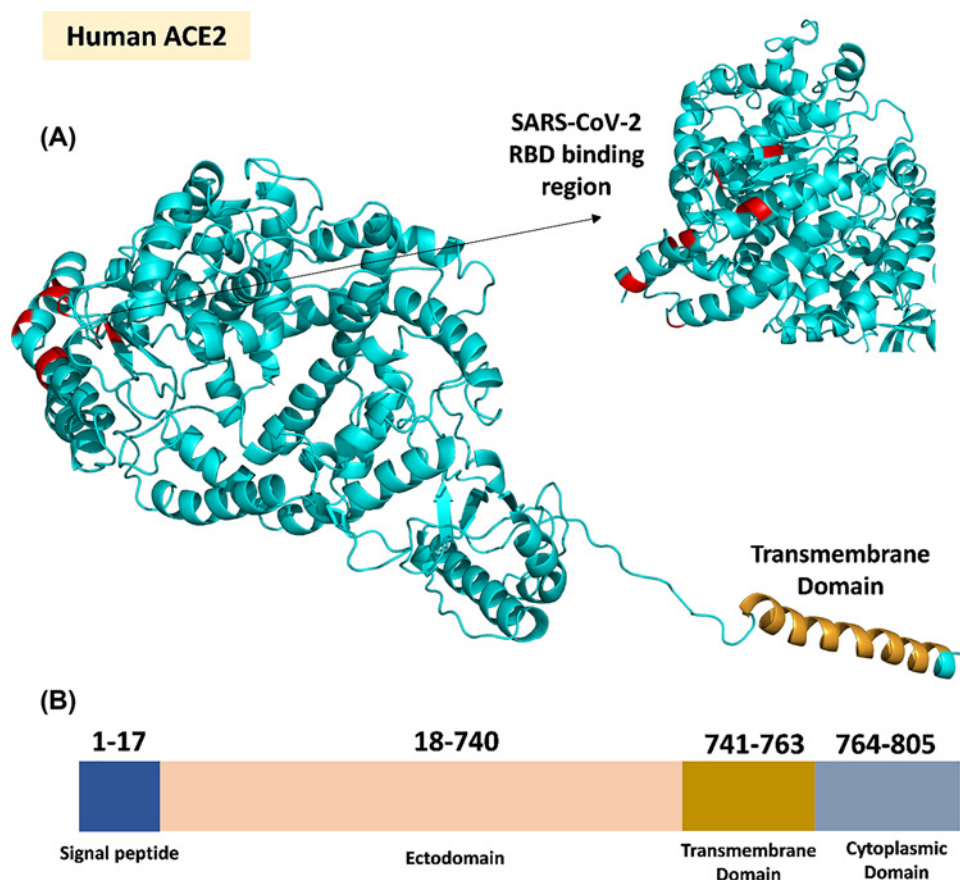 Human ACE2
(A)
SARS-CoV-2
RBD binding
region
Transmembrane
Domain
(B)
1-17
18-740
741-763
764-805
Signal peptide
Ectodomain
Transmembrane
Domain
Cytoplasmic
Domain